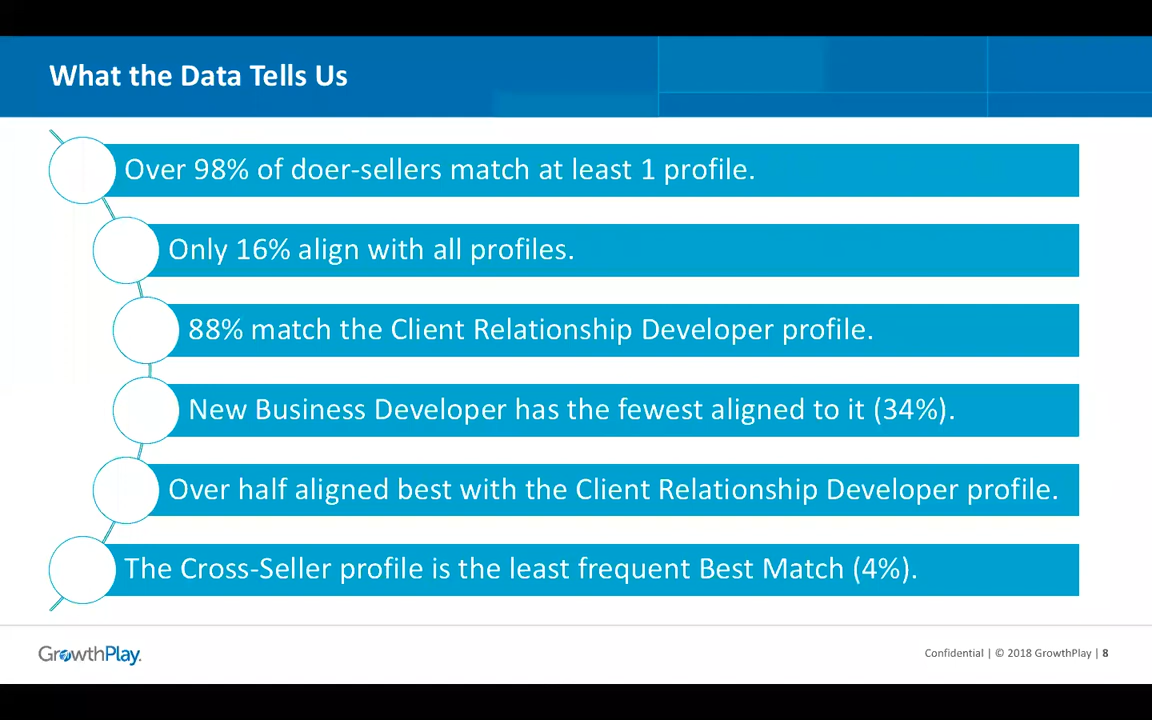 What the Data Tells Us
Over 98% of doer-sellers match at least 1 profile.
Only 16% align with all profiles.
88% match the Client Relationship Developer profile.
New Business Developer has the fewest aligned to it (34%).
Over half aligned best with the Client Relationship Developer profile.
The Cross-Seller profile is the least frequent Best Match (4%).
GrowthPlay.
Confidential | © 2018 GrowthPlay | 8